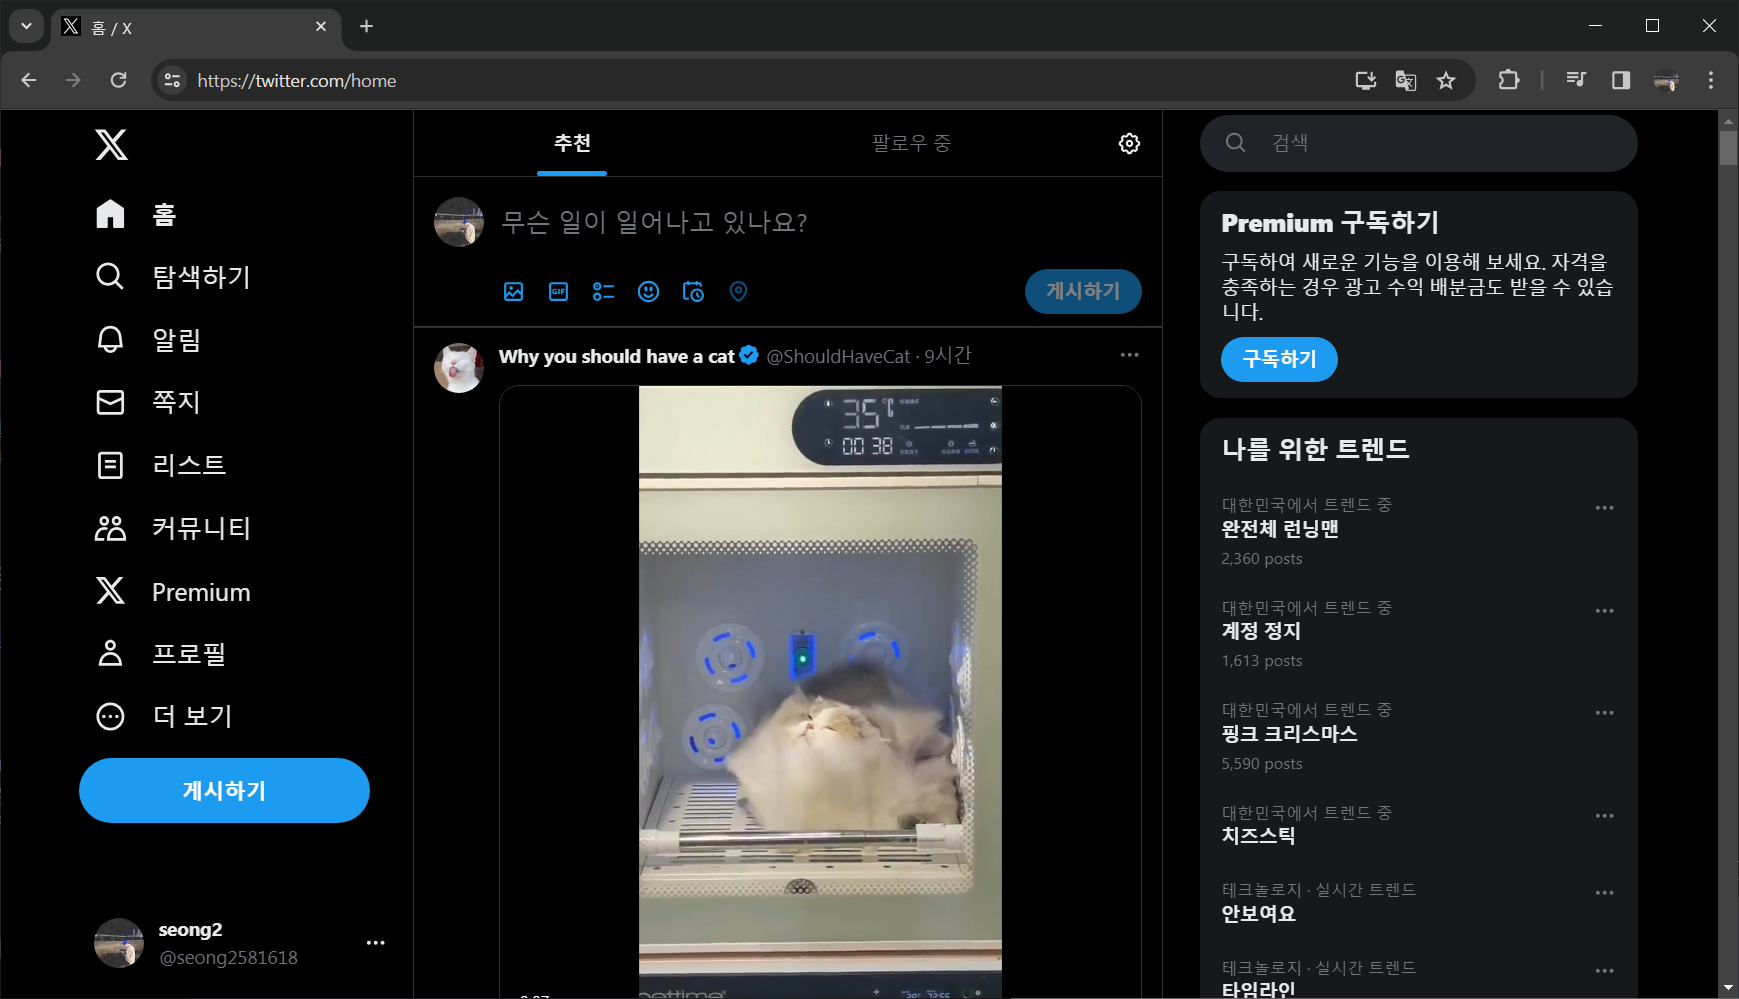 홈 / X
https://twitter.com/home
홈
탐색하기
알림
쪽지
리스트
커뮤니티
Premium
프로필
더 보기
게시하기
seong2
@seong2581618
추천
팔로우 중
무슨 일이 일어나고 있나요?
GIF
게시하기
Why you should have a cat @ShouldHaveCat · 9시간
35℃
00 38
검색
Premium 구독하기
구독하여 새로운 기능을 이용해 보세요. 자격을
충족하는 경우 광고 수익 배분금도 받을 수 있습
니다.
구독하기
나를 위한 트렌드
대한민국에서 트렌드 중
완전체 런닝맨
2,360 posts
대한민국에서 트렌드 중
계정 정지
1,613 posts
대한민국에서 트렌드 중
핑크 크리스마스
5,590 posts
대한민국에서 트렌드 중
치즈스틱
테크놀로지 · 실시간 트렌드
안보여요
테크놀로지 · 실시간 트렌드
타임라인